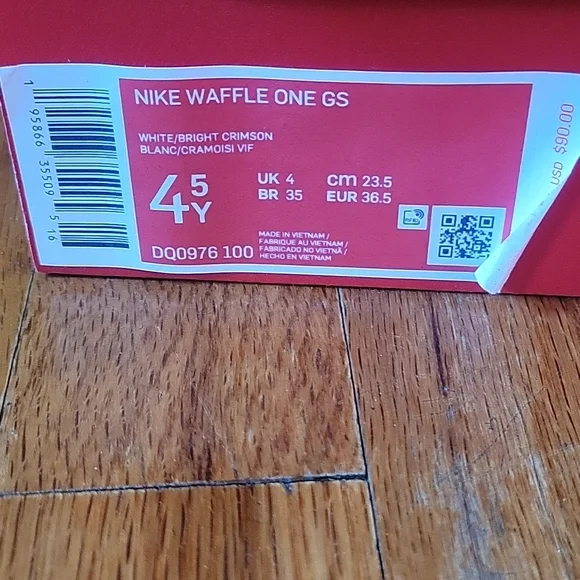 NIKE WAFFLE ONE GS
WHITE/BRIGHT CRIMSON
BLANC/CRAMOISI VIF
4 5Y
UK 4 cm 23.5
BR 35 EUR 36.5
DQ0976 100
MADE IN VIETNAM /
FABRIQUE AU VIETNAM /
FABRICADO NO VIETNÃ /
HECHO EN VIETNAM
1 95866 35509 5 16
USD $90.00